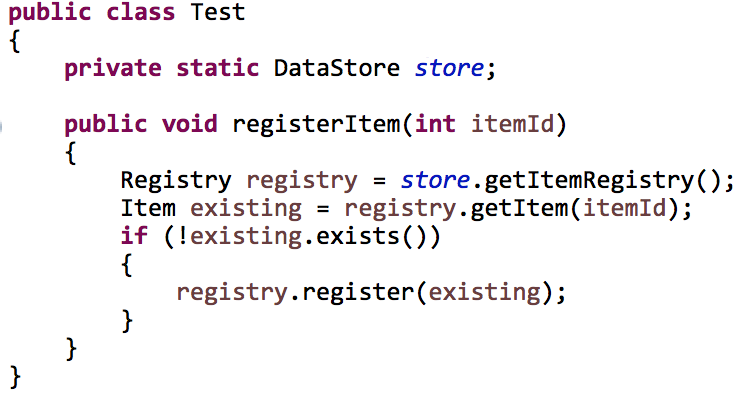 public class Test
{
    private static DataStore store;

    public void registerItem(int itemId)
    {
        Registry registry = store.getItemRegistry();
        Item existing = registry.getItem(itemId);
        if (!existing.exists())
        {
            registry.register(existing);
        }
    }
}